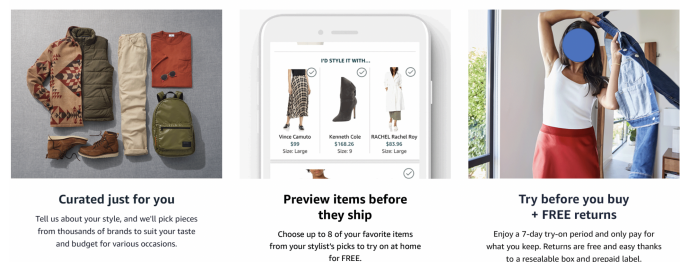 Curated just for you
Tell us about your style, and we'll pick pieces
from thousands of brands to suit your taste
and budget for various occasions.
I'D STYLE IT WITH...
Vince Camuto
$99
Size: Large
Kenneth Cole
$168.26
Size: 9
RACHEL Rachel Roy
$83.96
Size: Large
Preview items before
they ship
Choose up to 8 of your favorite items
from your stylist's picks to try on at home
for FREE.
Try before you buy
+ FREE returns
Enjoy a 7-day try-on period and only pay for
what you keep. Returns are free and easy thanks
to a resealable box and prepaid label.